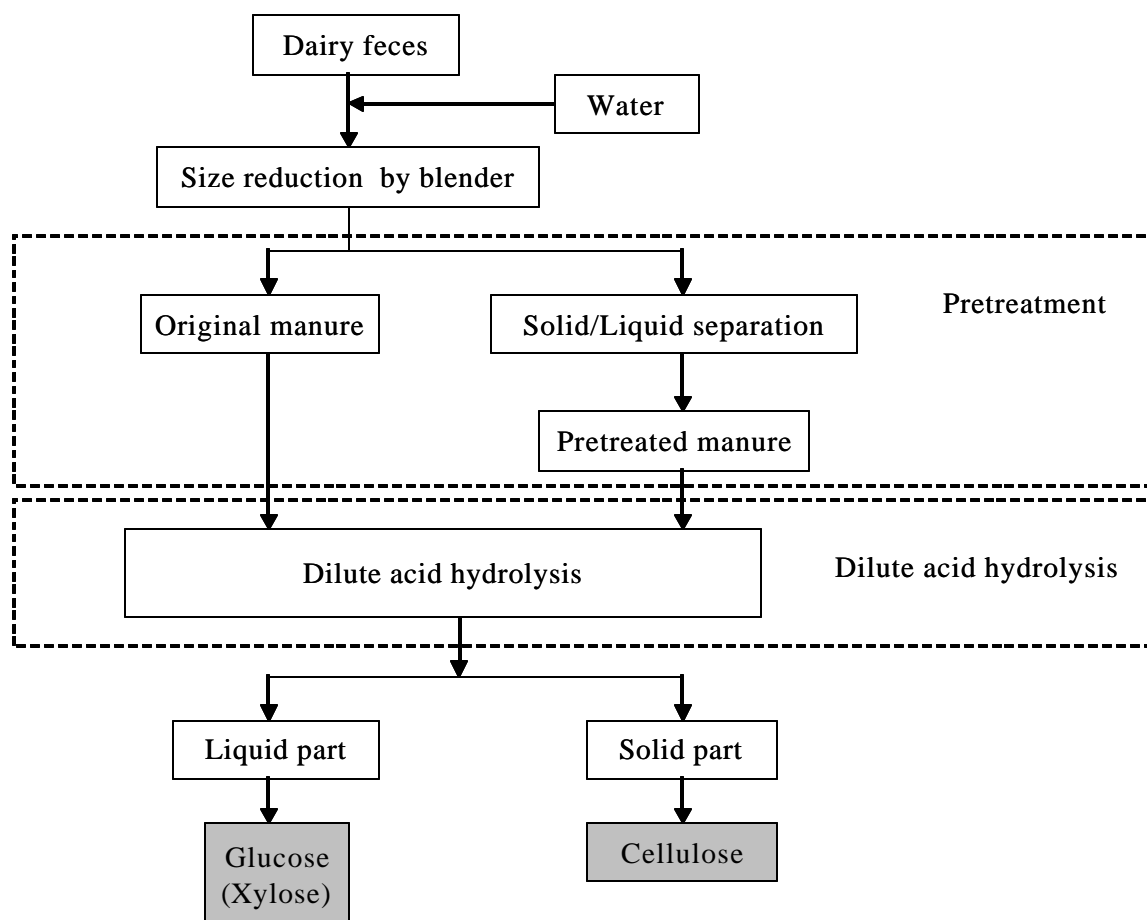 Dairy feces
Water
Size reduction by blender
Pretreatment
Original manure
Solid/Liquid separation
Pretreated manure
Dilute acid hydrolysis
Dilute acid hydrolysis
Liquid part
Solid part
Glucose
(Xylose)
Cellulose